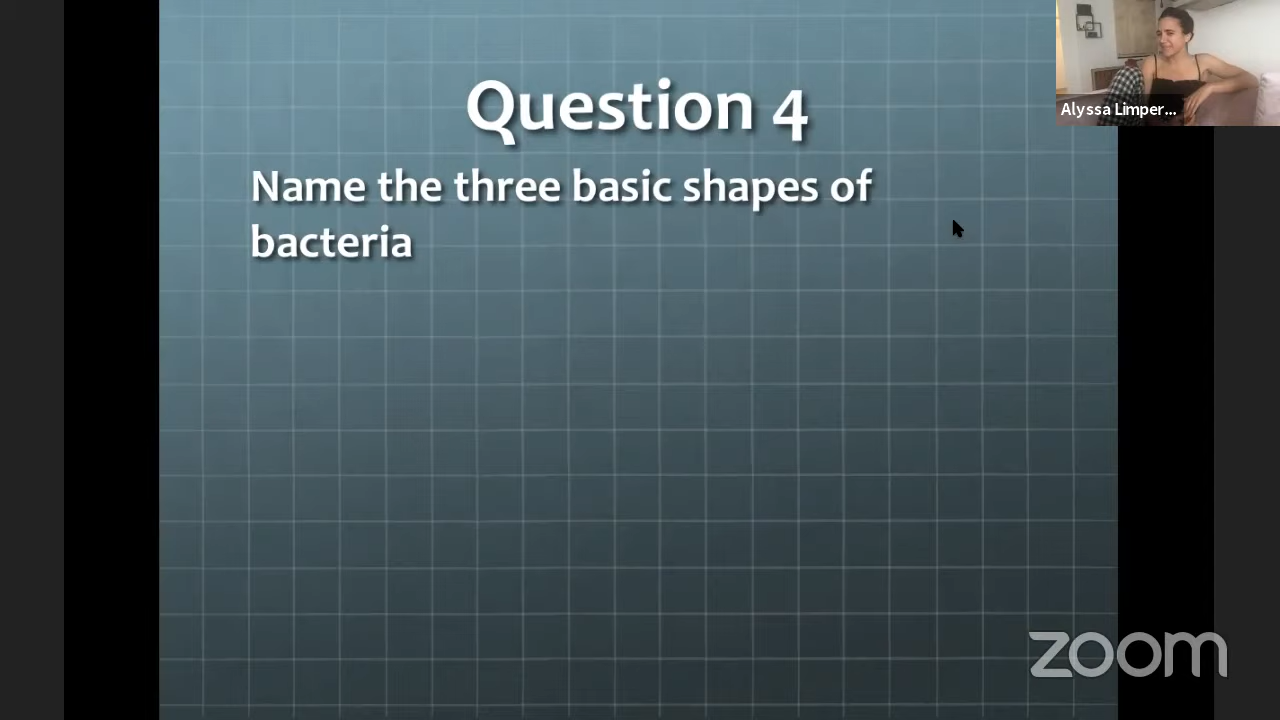 Question 4
Name the three basic shapes of
bacteria
Alyssa Limper...
zoom